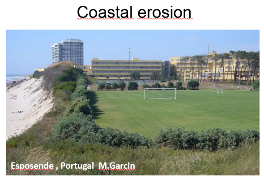 Coastal erosion
Esposende , Portugal M.Garcin